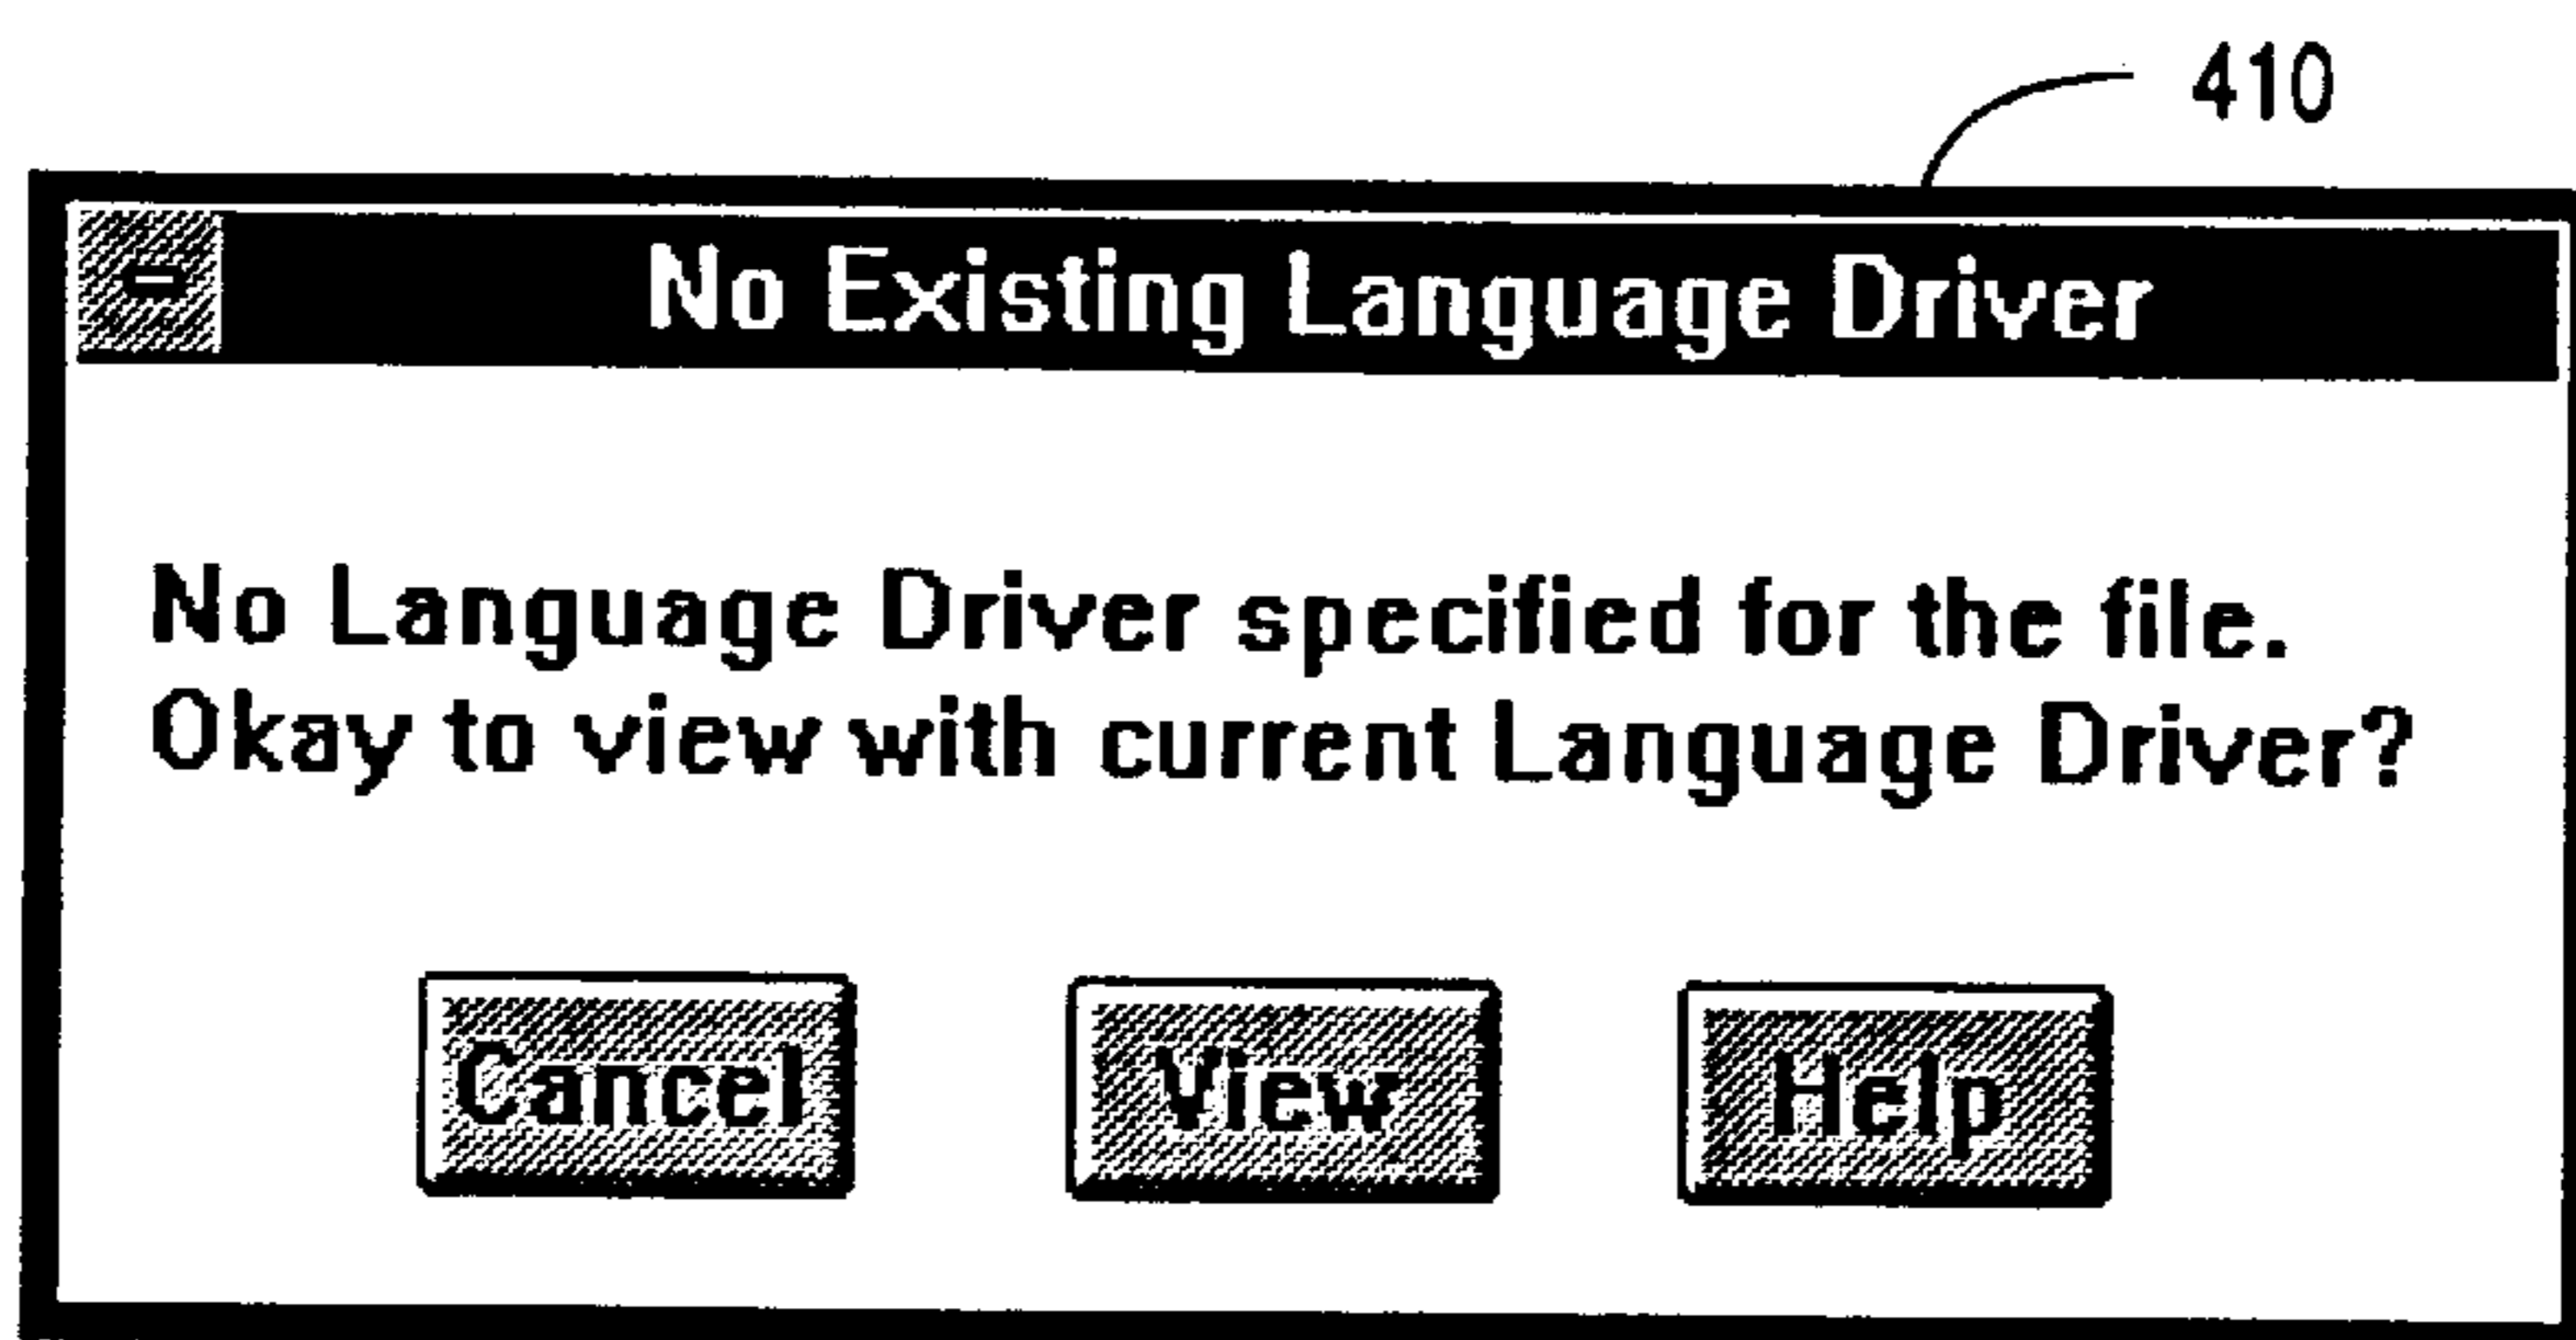 410
No Existing Language Driver
No Language Driver specified for the file.
Okay to view with current Language Driver?
Cancel View Help